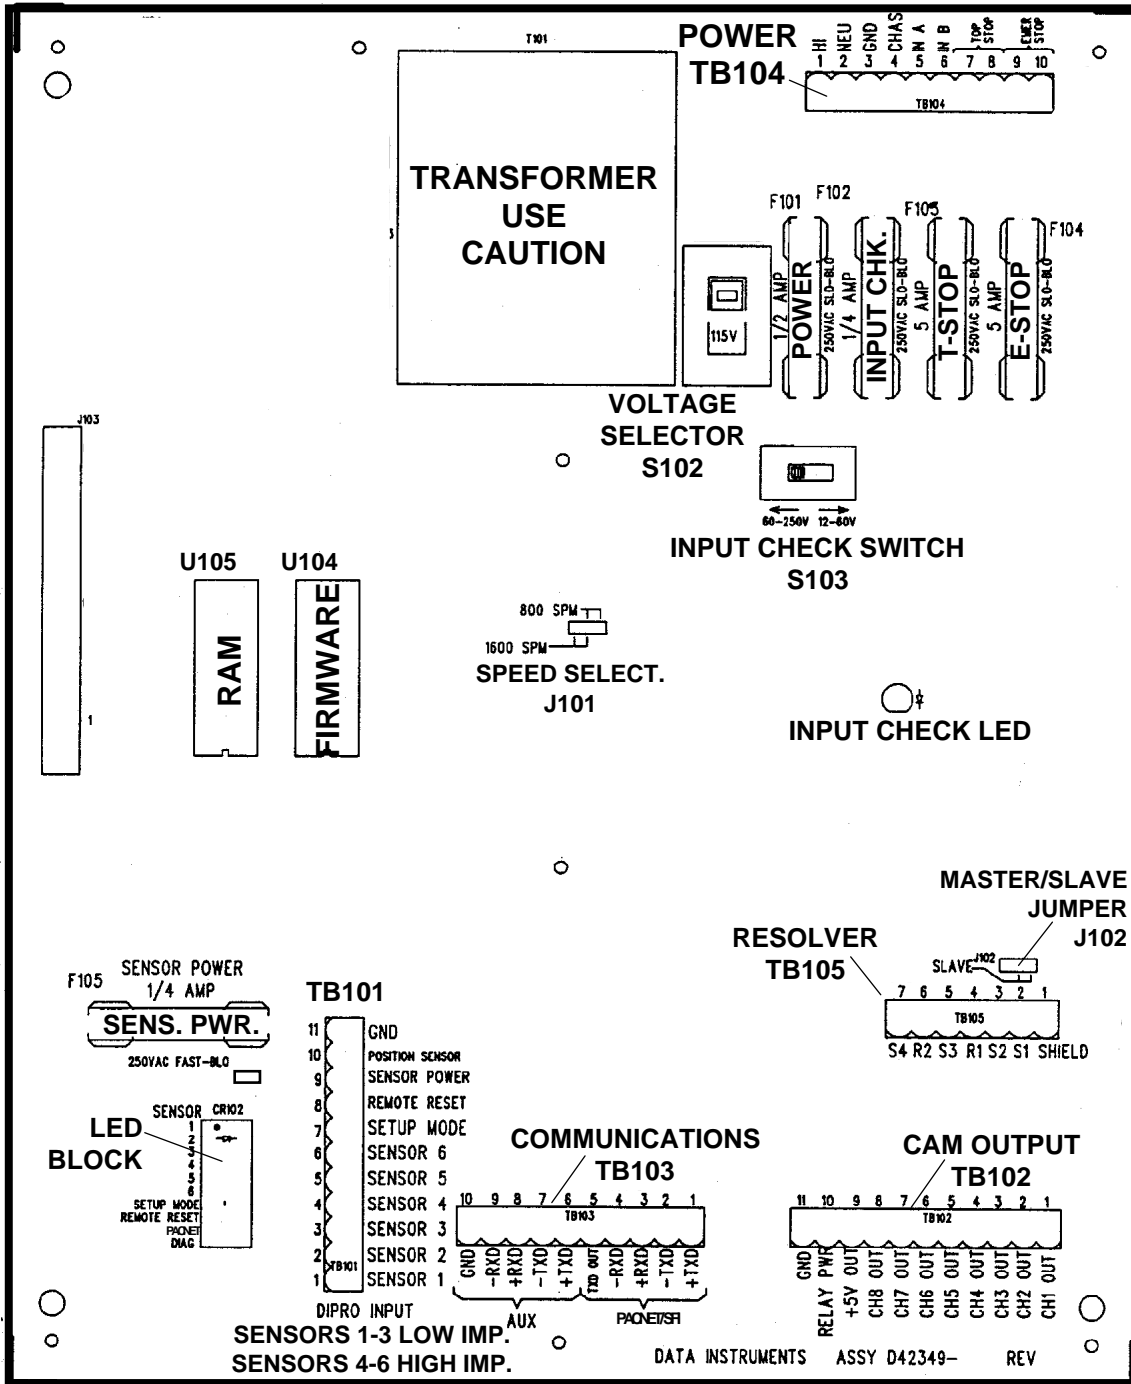 T101
POWER
TB104
HI
NEU
GND
CHAS
IN A
IN B
TOP STOP
EMER STOP
1 2 3 4 5 6 7 8 9 10
TB104
TRANSFORMER
USE
CAUTION
F101
F102
F105
F104
1/2 AMP
POWER
250VAC SLO-BLO
1/4 AMP
INPUT CHK.
250VAC SLO-BLO
5 AMP
T-STOP
250VAC SLO-BLO
5 AMP
E-STOP
250VAC SLO-BLO
115V
VOLTAGE
SELECTOR
S102
60-250V 12-60V
INPUT CHECK SWITCH
S103
J103
1
U105
RAM
U104
FIRMWARE
800 SPM
1600 SPM
SPEED SELECT.
J101
INPUT CHECK LED
MASTER/SLAVE
JUMPER
J102
RESOLVER
TB105
J102
SLAVE
7 6 5 4 3 2 1
TB105
S4 R2 S3 R1 S2 S1 SHIELD
F105
SENSOR POWER
1/4 AMP
SENS. PWR.
250VAC FAST-BLO
TB101
11 GND
10 POSITION SENSOR
9 SENSOR POWER
8 REMOTE RESET
7 SETUP MODE
6 SENSOR 6
5 SENSOR 5
4 SENSOR 4
3 SENSOR 3
2 SENSOR 2
1 SENSOR 1
TB101
DIPRO INPUT
SENSORS 1-3 LOW IMP.
SENSORS 4-6 HIGH IMP.
SENSOR CR102
1
2
3
4
5
6
SETUP MODE
REMOTE RESET
PACNET
DIAG
LED
BLOCK
COMMUNICATIONS
TB103
10 9 8 7 6 5 4 3 2 1
TB103
GND
-RXD
+RXD
-TXD
+TXD
TXD OUT
-RXD
+RXD
-TXD
+TXD
AUX
PACNET/SFI
CAM OUTPUT
TB102
11 10 9 8 7 6 5 4 3 2 1
TB102
GND
RELAY PWR
+5V OUT
CH8 OUT
CH7 OUT
CH6 OUT
CH5 OUT
CH4 OUT
CH3 OUT
CH2 OUT
CH1 OUT
DATA INSTRUMENTS ASSY D42349- REV